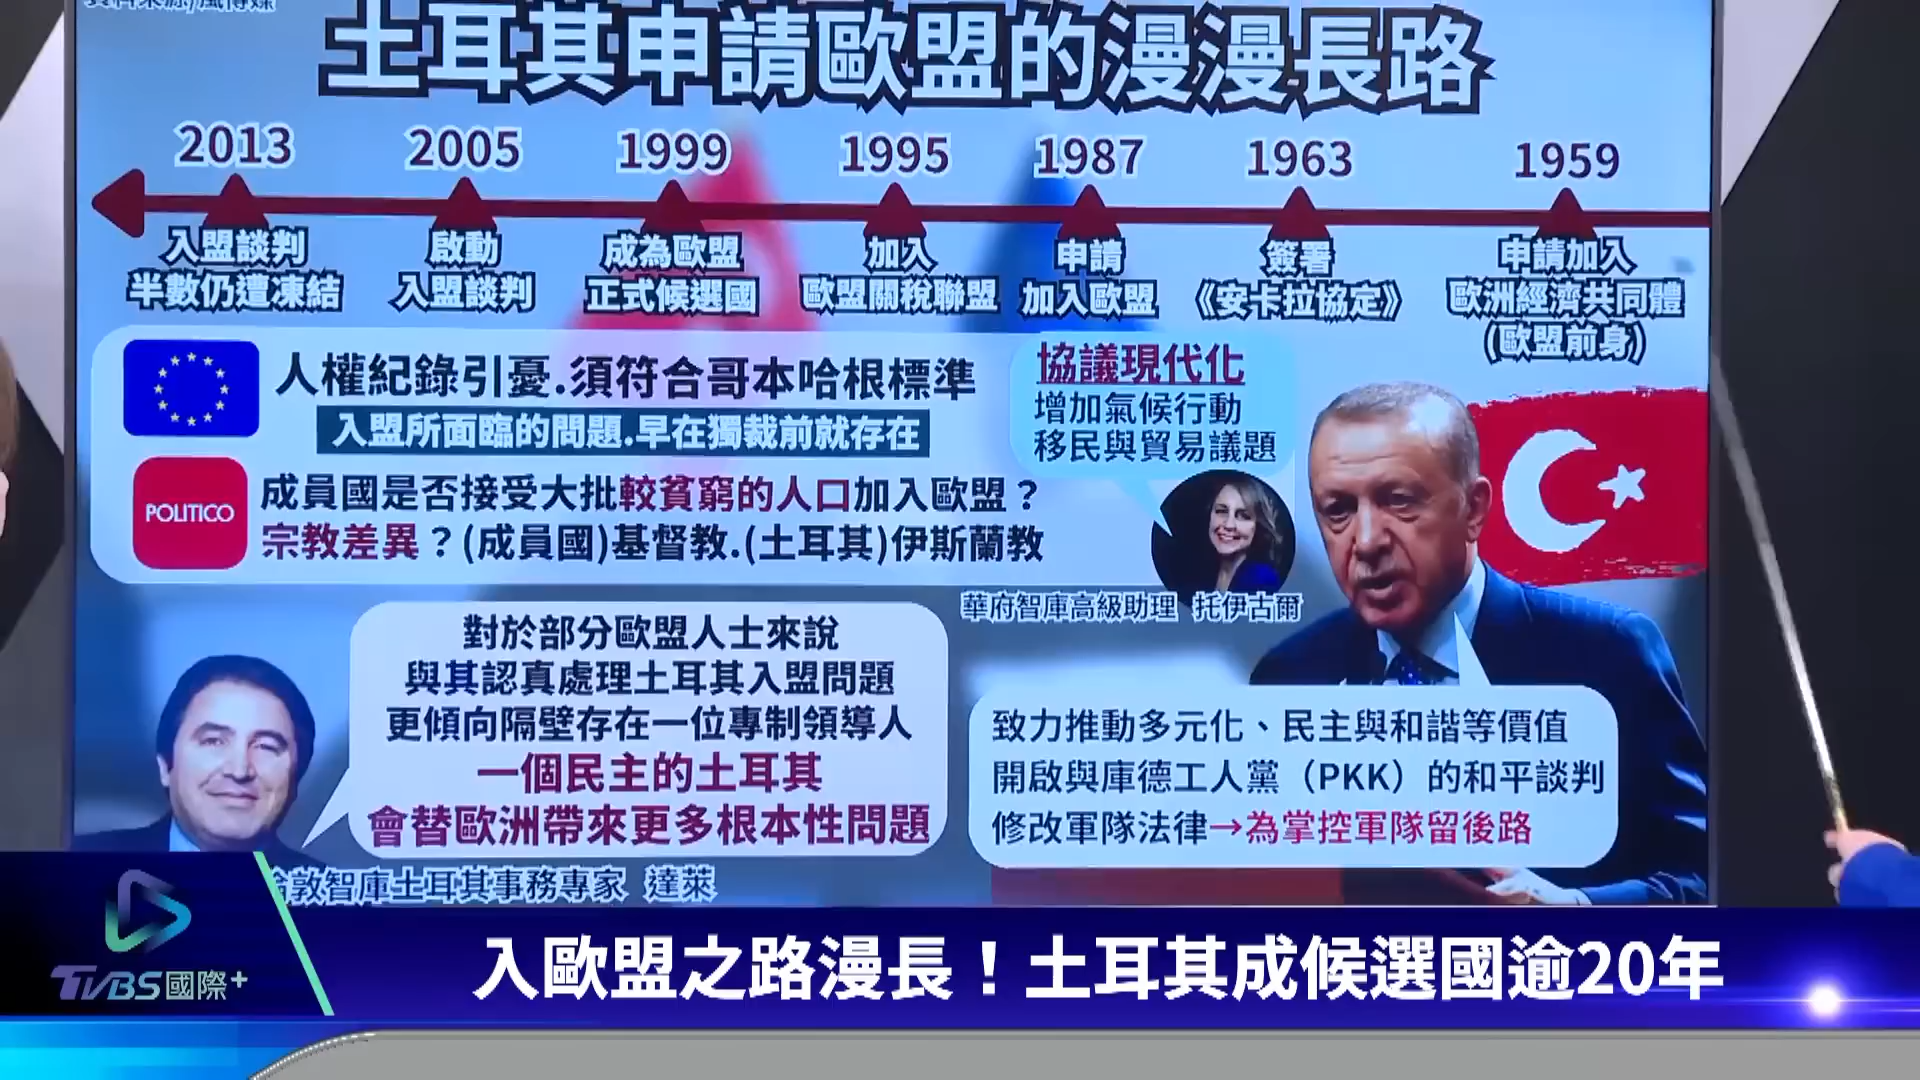 土耳其申請歐盟的漫漫長路
2013
2005
1999
1995
1987
1963
1959
入盟談判
半數仍遭凍結
啟動
入盟談判
成為歐盟
正式候選國
加入
歐盟關稅聯盟
申請
加入歐盟
簽署
《安卡拉協定》
申請加入
歐洲經濟共同體
(歐盟前身)
人權紀錄引憂.須符合哥本哈根標準
入盟所面臨的問題.早在獨裁前就存在
POLITICO
成員國是否接受大批較貧窮的人口加入歐盟？
宗教差異？(成員國)基督教.(土耳其)伊斯蘭教
協議現代化
增加氣候行動
移民與貿易議題
華府智庫高級助理 托伊古爾
對於部分歐盟人士來說
與其認真處理土耳其入盟問題
更傾向隔壁存在一位專制領導人
一個民主的土耳其
會替歐洲帶來更多根本性問題
倫敦智庫土耳其事務專家 達萊
致力推動多元化、民主與和諧等價值
開啟與庫德工人黨（PKK）的和平談判
修改軍隊法律→為掌控軍隊留後路
TVBS國際+
入歐盟之路漫長！土耳其成候選國逾20年